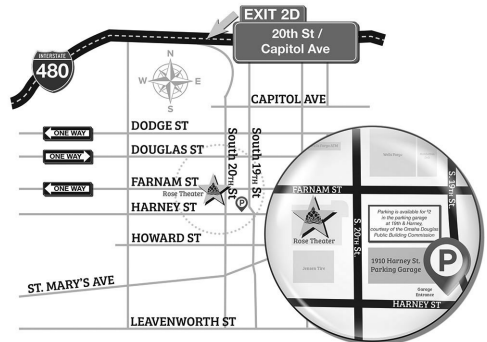 EXIT 2D
20th St /
Capitol Ave
INTERSTATE
480
N
W
E
S
CAPITOL AVE
ONE WAY
DODGE ST
ONE WAY
DOUGLAS ST
South 20TH St
South 19TH St
ONE WAY
FARNAM ST
Rose Theater
P
HARNEY ST
HOWARD ST
ST. MARY'S AVE
LEAVENWORTH ST
FARNAM ST
S. 20TH St.
S 19TH St.
Rose Theater
Parking is available for $2
in the parking garage
at 19th & Harney,
courtesy of the Omaha Douglas
Public Building Commission
1910 Harney St.
Parking Garage
P
Garage
Entrance
HARNEY ST